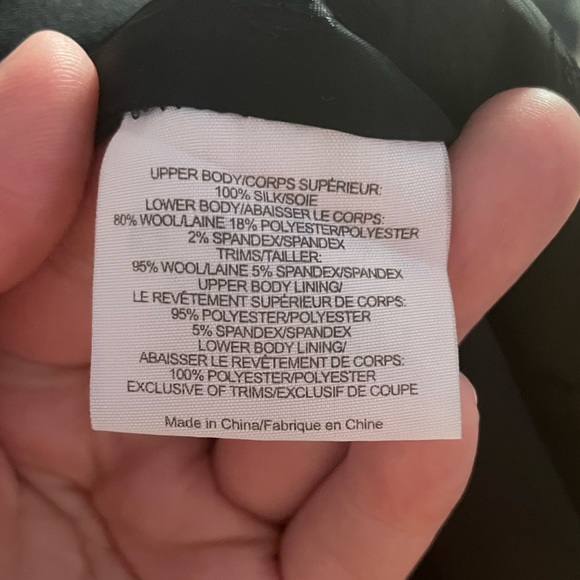 UPPER BODY/CORPS SUPÉRIEUR:
100% SILK/SOIE
LOWER BODY/ABAISSER LE CORPS:
80% WOOL/LAINE 18% POLYESTER/POLYESTER
2% SPANDEX/SPANDEX
TRIMS/TAILLER:
95% WOOL/LAINE 5% SPANDEX/SPANDEX
UPPER BODY LINING/
LE REVÊTEMENT SUPÉRIEUR DE CORPS:
95% POLYESTER/POLYESTER
5% SPANDEX/SPANDEX
LOWER BODY LINING/
ABAISSER LE REVÊTEMENT DE CORPS:
100% POLYESTER/POLYESTER
EXCLUSIVE OF TRIMS/EXCLUSIF DE COUPE
Made in China/Fabrique en Chine